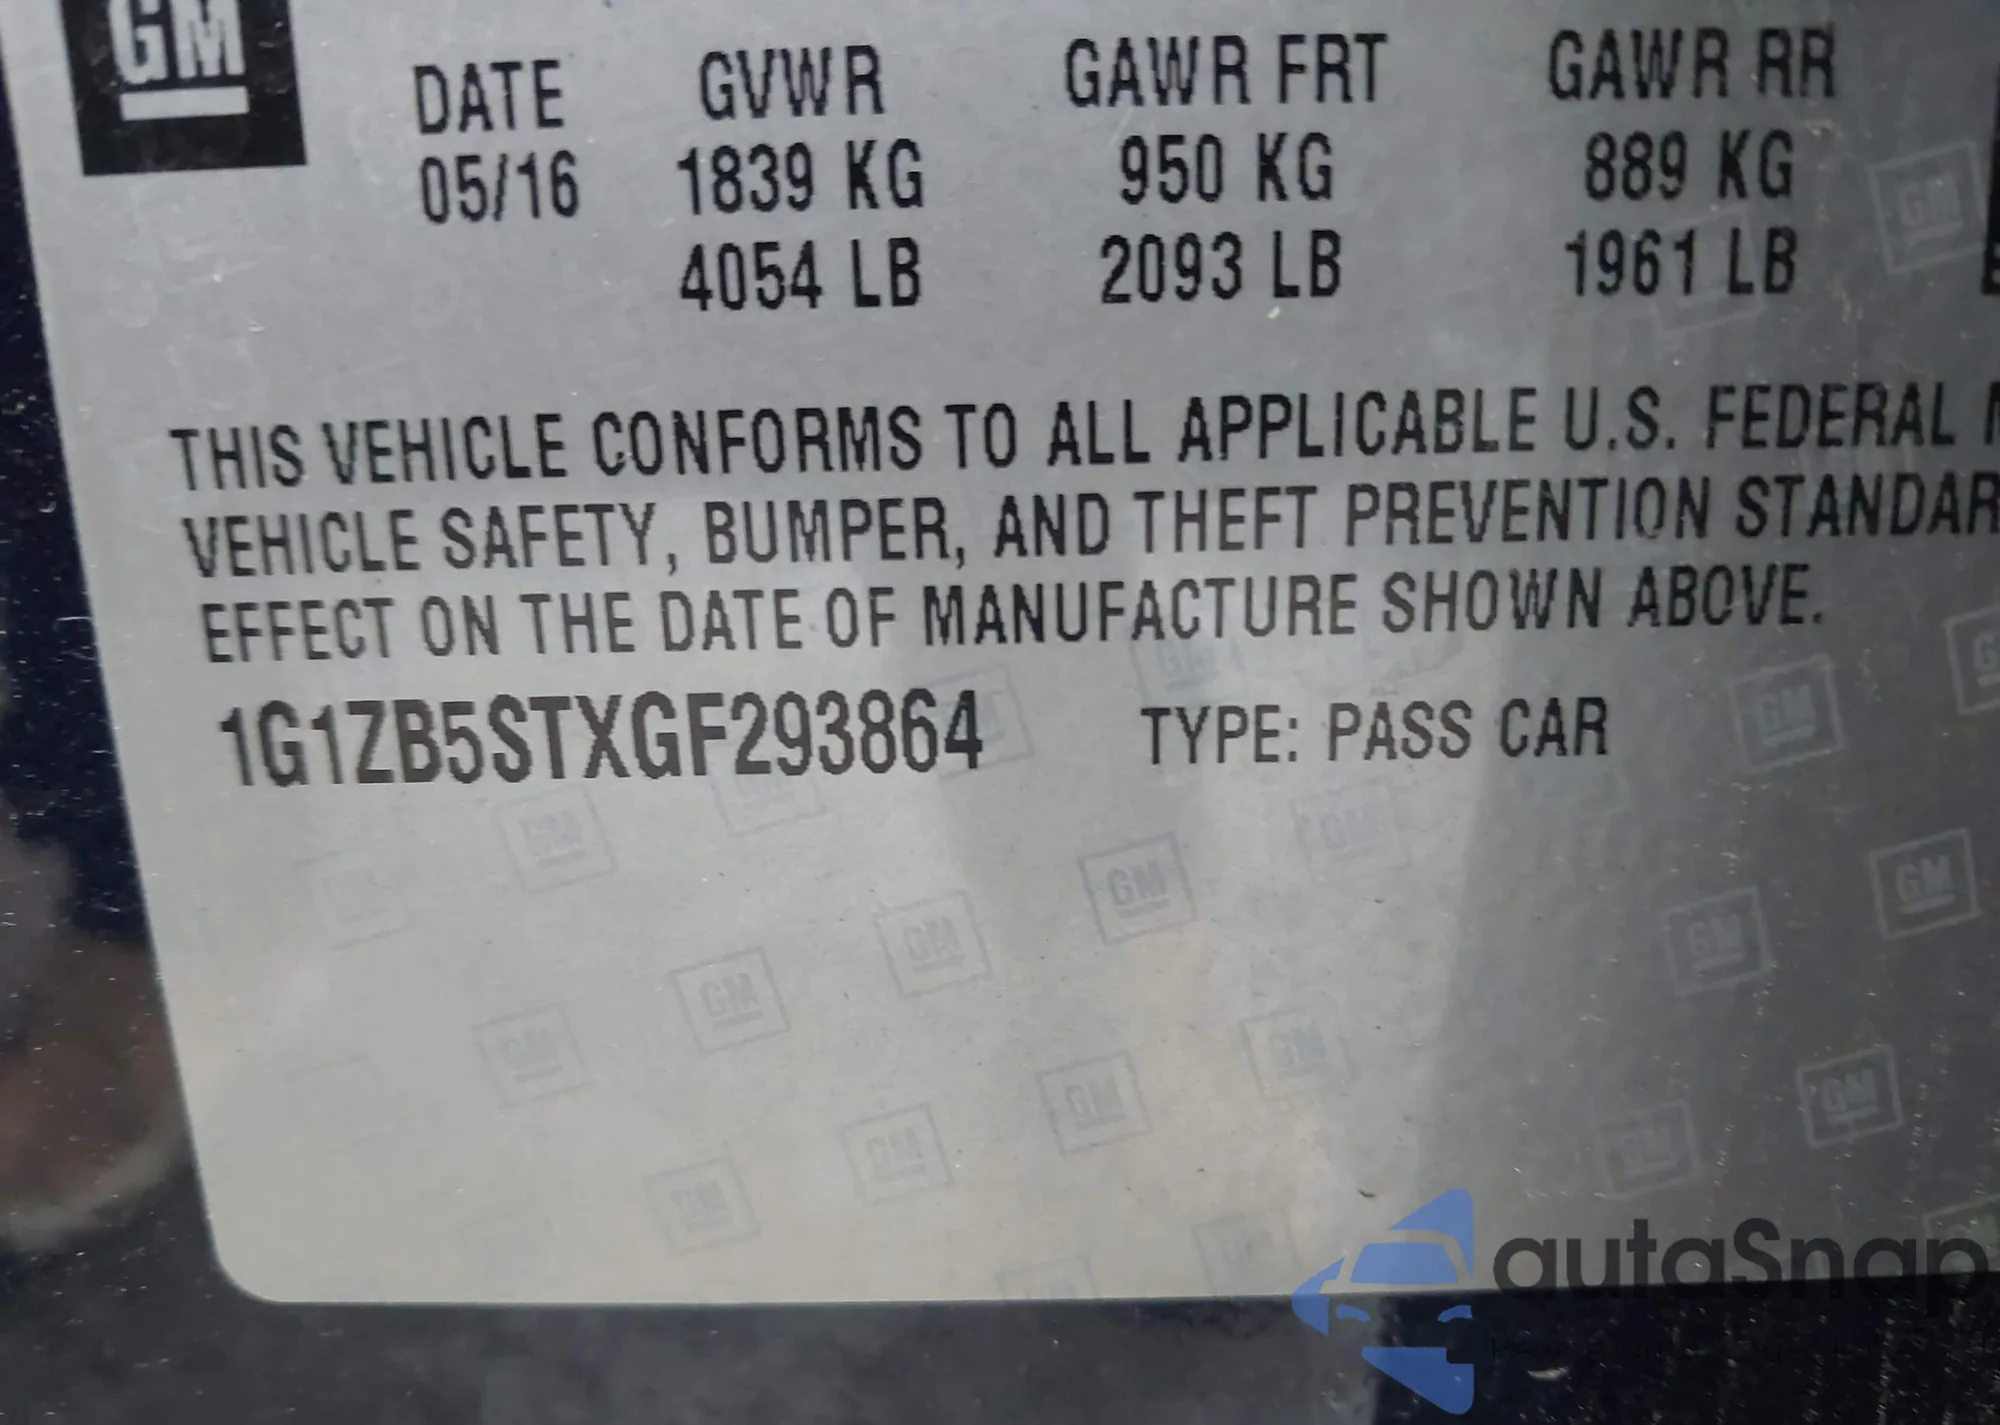 GM
DATE GVWR GAWR FRT GAWR RR
05/16 1839 KG 950 KG 889 KG
4054 LB 2093 LB 1961 LB
THIS VEHICLE CONFORMS TO ALL APPLICABLE U.S. FEDERAL
VEHICLE SAFETY, BUMPER, AND THEFT PREVENTION STANDAR
EFFECT ON THE DATE OF MANUFACTURE SHOWN ABOVE.
1G1ZB5STXGF293864 TYPE: PASS CAR
autaSnap